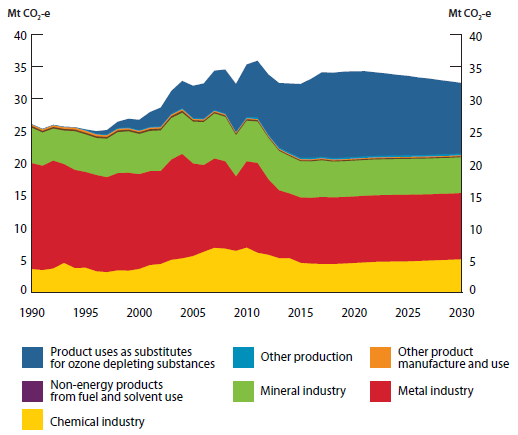 Mt CO₂-e Mt CO₂-e
40 40
35 35
30 30
25 25
20 20
15 15
10 10
5 5
0 0
1990 1995 2000 2005 2010 2015 2020 2025 2030
Product uses as substitutes
for ozone depleting substances
Other production
Other product
manufacture and use
Non-energy products
from fuel and solvent use
Mineral industry
Metal industry
Chemical industry